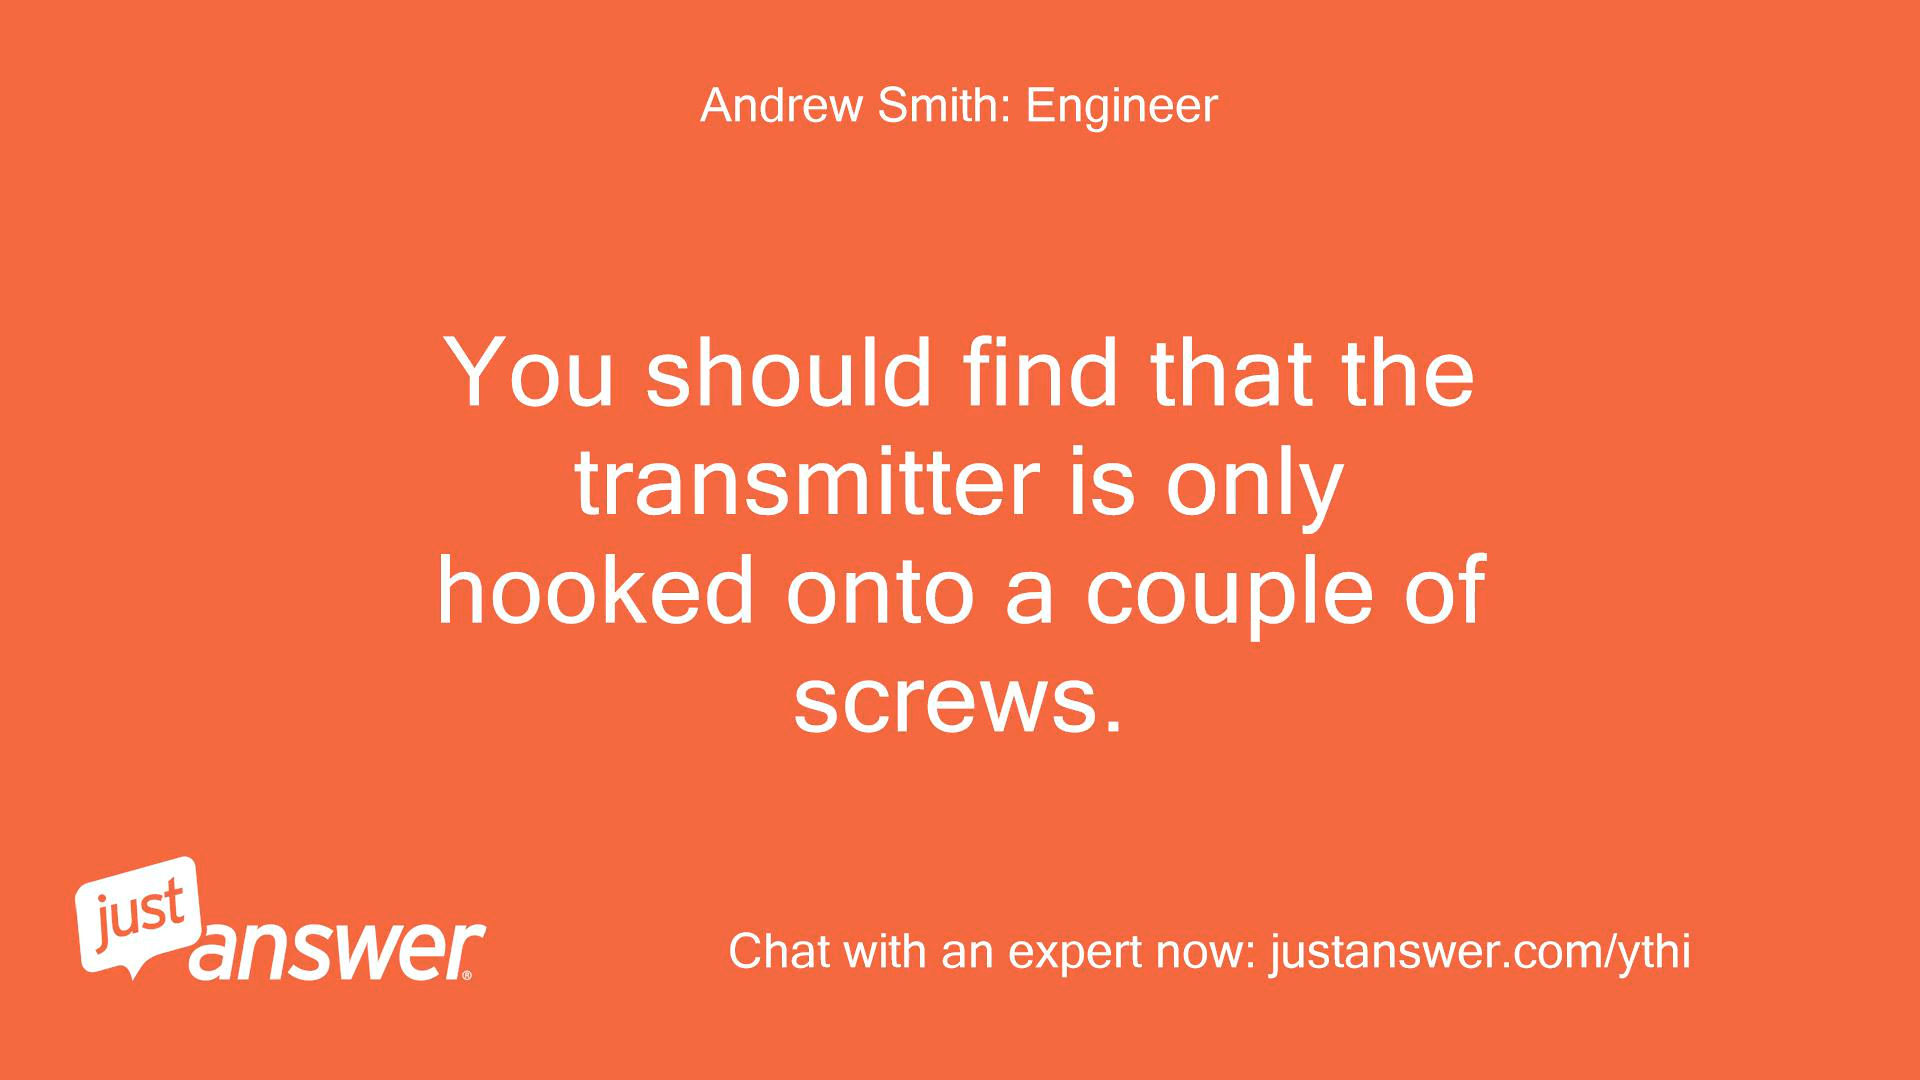 Andrew Smith: Engineer
You should find that the
transmitter is only
hooked onto a couple of
screws.
just
answer®
Chat with an expert now: justanswer.com/ythi